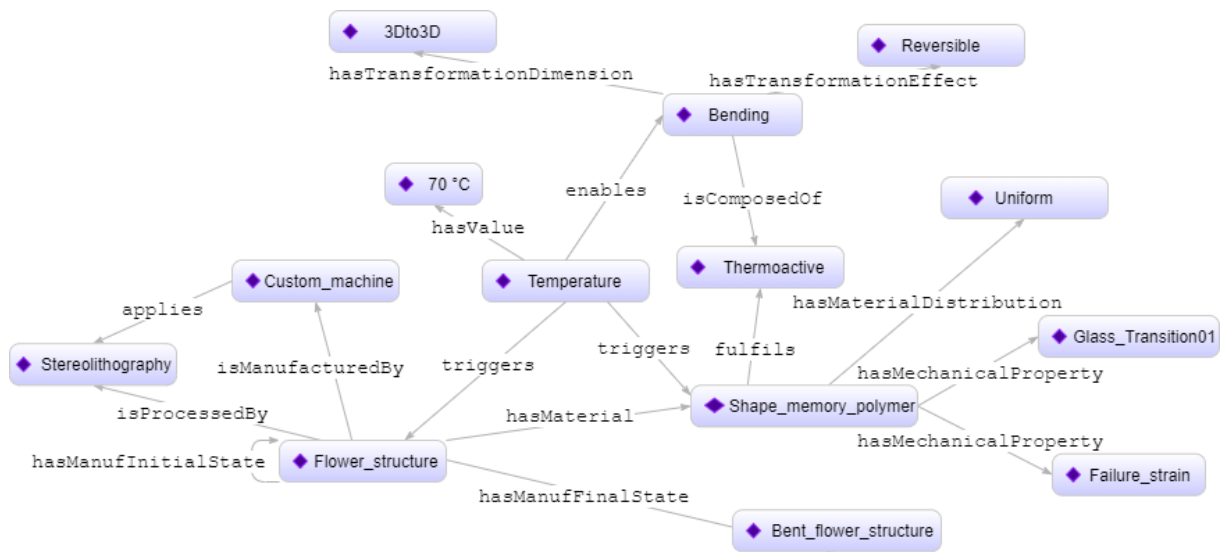 3Dto3D
Reversible
hasTransformationDimension
hasTransformationEffect
Bending
70 °C
enables
isComposedOf
Uniform
hasValue
Custom_machine
Temperature
Thermoactive
applies
hasMaterialDistribution
Stereolithography
isManufacturedBy
triggers
triggers
fulfils
Glass_Transition01
hasMechanicalProperty
isProcessedBy
hasMaterial
Shape_memory_polymer
hasManufInitialState
Flower_structure
hasMechanicalProperty
Failure_strain
hasManufFinalState
Bent_flower_structure